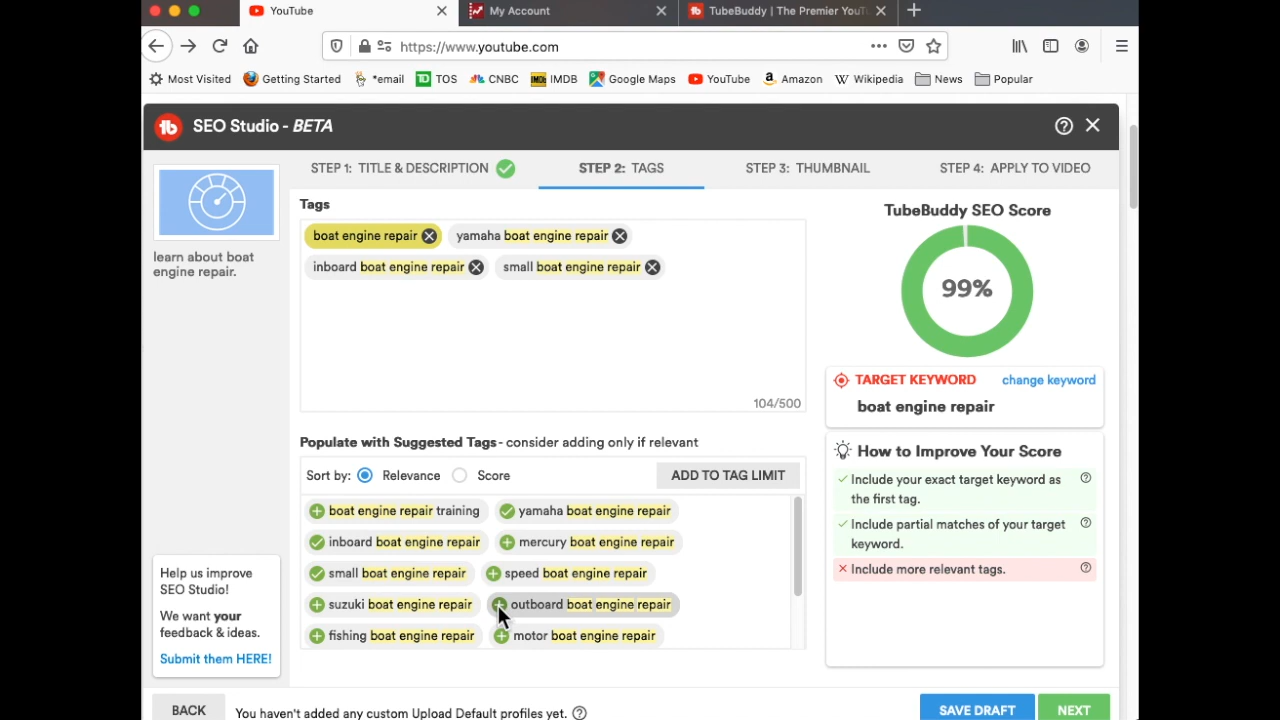 YouTube
My Account
TubeBuddy | The Premier YouT
https://www.youtube.com
Most Visited
Getting Started
*email
TOS
CNBC
IMDB
Google Maps
YouTube
Amazon
Wikipedia
News
Popular
SEO Studio - BETA
STEP 1: TITLE & DESCRIPTION
STEP 2: TAGS
STEP 3: THUMBNAIL
STEP 4: APPLY TO VIDEO
learn about boat
engine repair.
Tags
boat engine repair
yamaha boat engine repair
inboard boat engine repair
small boat engine repair
104/500
Populate with Suggested Tags - consider adding only if relevant
Sort by: Relevance Score
ADD TO TAG LIMIT
boat engine repair training
yamaha boat engine repair
inboard boat engine repair
mercury boat engine repair
small boat engine repair
speed boat engine repair
suzuki boat engine repair
outboard boat engine repair
fishing boat engine repair
motor boat engine repair
TubeBuddy SEO Score
99%
TARGET KEYWORD
change keyword
boat engine repair
How to Improve Your Score
Include your exact target keyword as
the first tag.
Include partial matches of your target
keyword.
Include more relevant tags.
Help us improve
SEO Studio!
We want your
feedback & ideas.
Submit them HERE!
BACK
You haven't added any custom Upload Default profiles yet.
SAVE DRAFT
NEXT